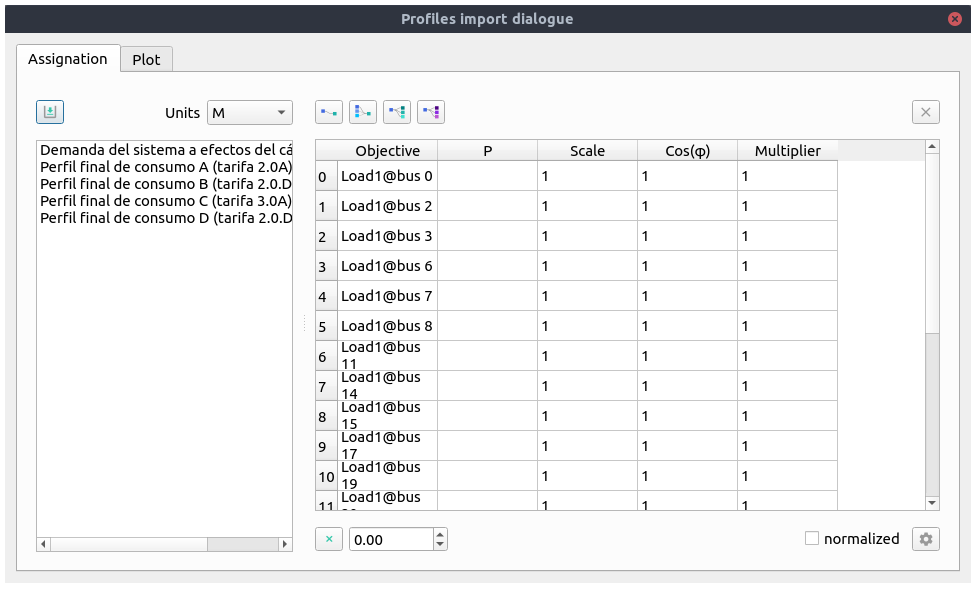 Profiles import dialogue
Assignation Plot
Units M
Demanda del sistema a efectos del cá
Perfil final de consumo A (tarifa 2.0A)
Perfil final de consumo B (tarifa 2.0.D
Perfil final de consumo C (tarifa 3.0A)
Perfil final de consumo D (tarifa 2.0.D
Objective P Scale Cos(φ) Multiplier
0 Load1@bus 0 1 1 1
1 Load1@bus 2 1 1 1
2 Load1@bus 3 1 1 1
3 Load1@bus 6 1 1 1
4 Load1@bus 7 1 1 1
5 Load1@bus 8 1 1 1
6 Load1@bus 11 1 1 1
7 Load1@bus 14 1 1 1
8 Load1@bus 15 1 1 1
9 Load1@bus 17 1 1 1
10 Load1@bus 19 1 1 1
11 Load1@bus 1 1 1
0.00
normalized